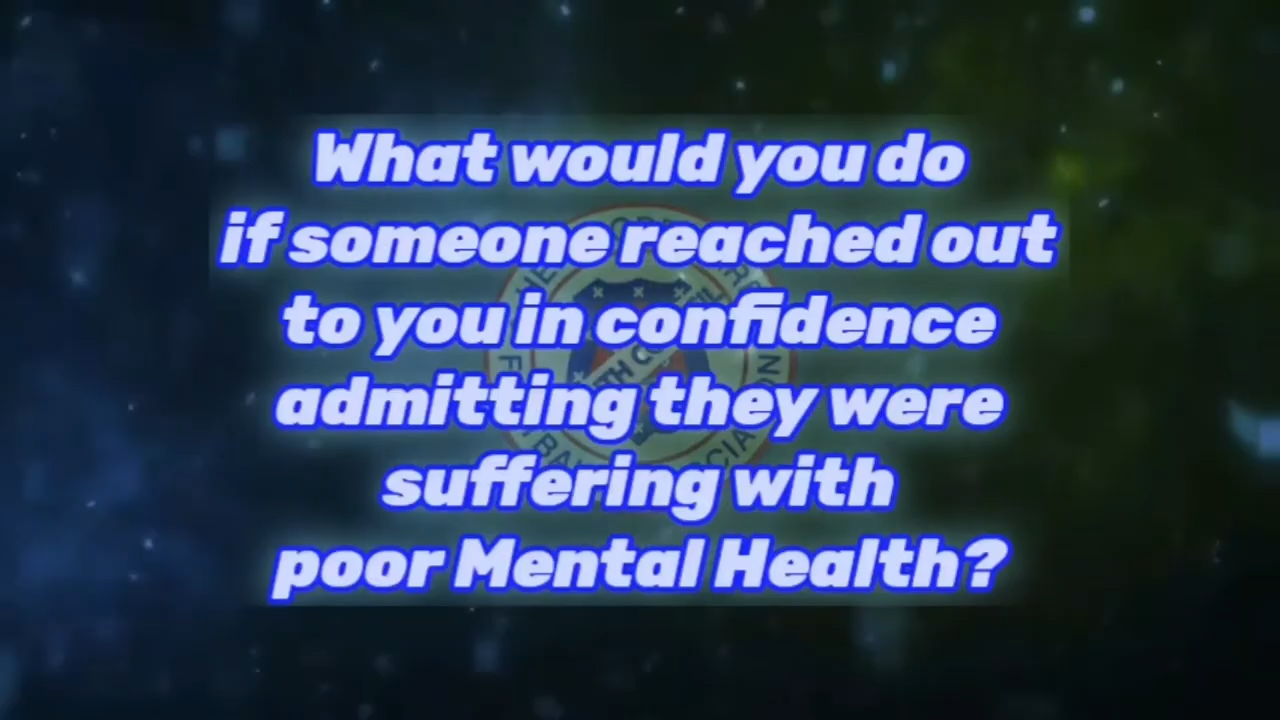 What would you do
if someone reached out
to you in confidence
admitting they were
suffering with
poor Mental Health?